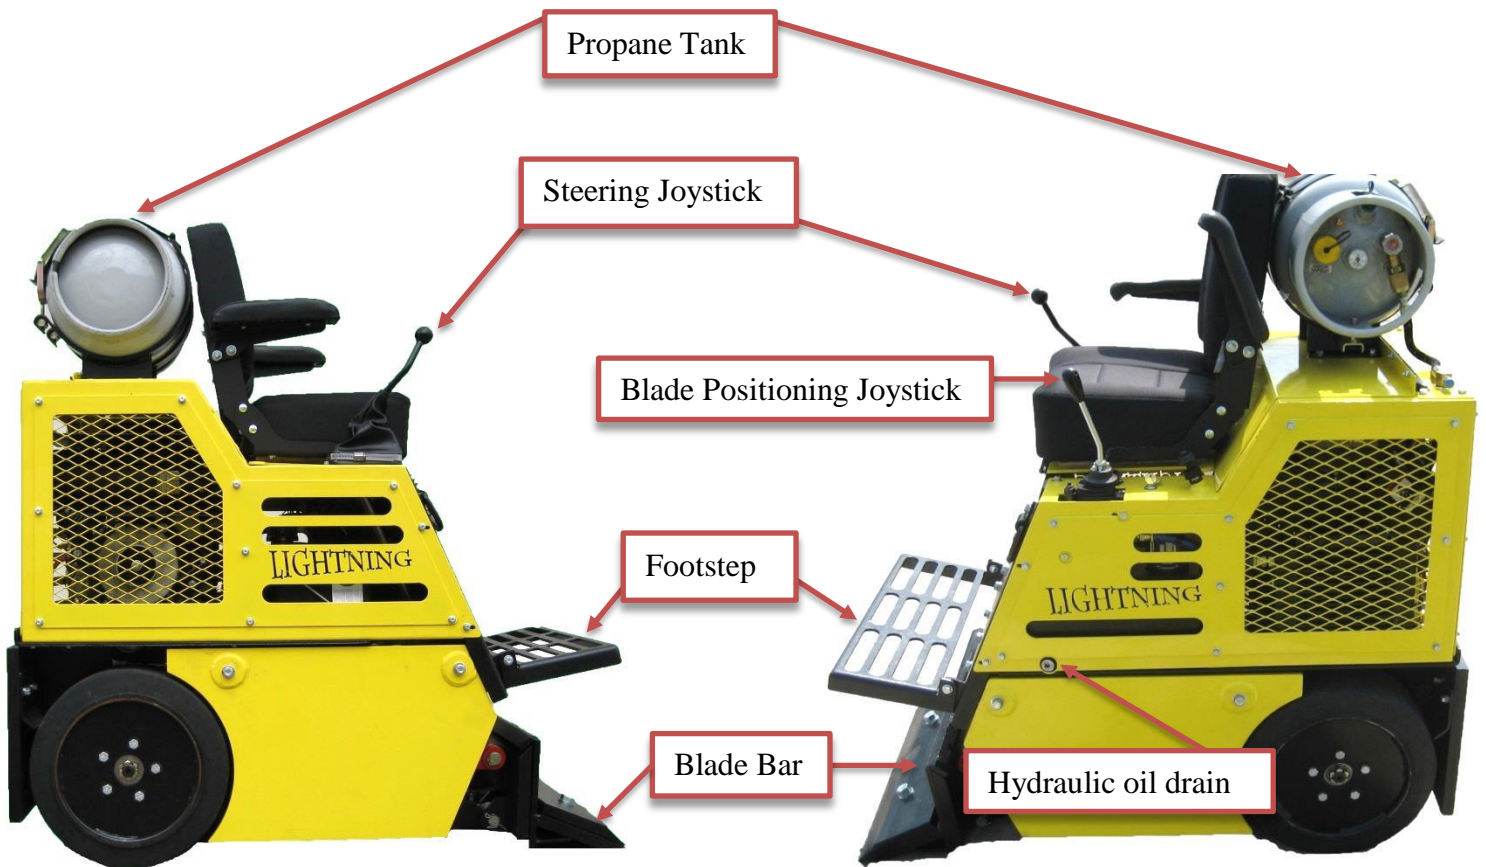 Propane Tank
Steering Joystick
Blade Positioning Joystick
Footstep
LIGHTNING
LIGHTNING
Blade Bar
Hydraulic oil drain